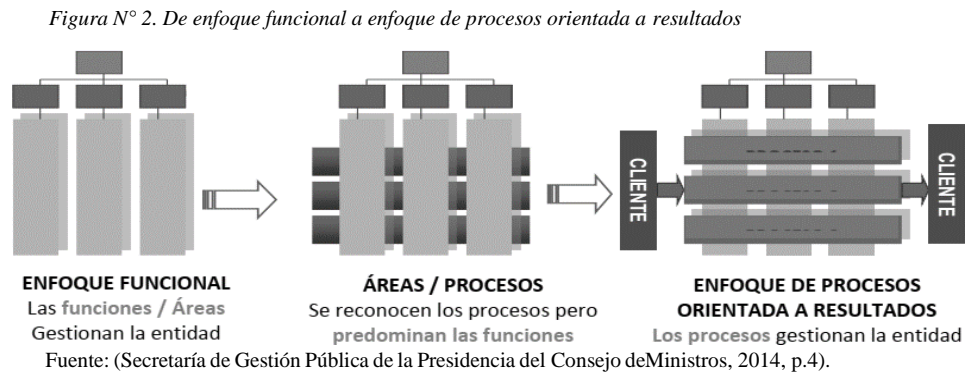 Figura N° 2. De enfoque funcional a enfoque de procesos orientada a resultados
CLIENTE
CLIENTE
ENFOQUE FUNCIONAL
Las funciones / Áreas
Gestionan la entidad
ÁREAS / PROCESOS
Se reconocen los procesos pero
predominan las funciones
ENFOQUE DE PROCESOS
ORIENTADA A RESULTADOS
Los procesos gestionan la entidad
Fuente: (Secretaría de Gestión Pública de la Presidencia del Consejo deMinistros, 2014, p.4).